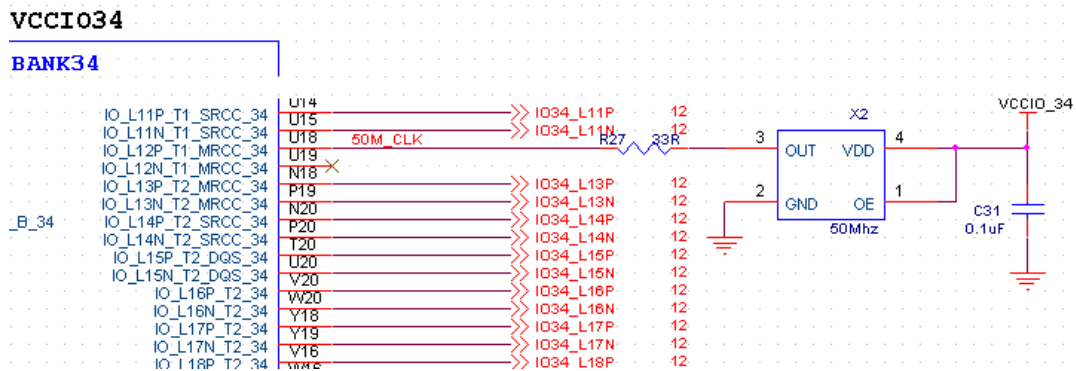 VCCIO34
BANK34
IO_L11P_T1_SRCC_34 U14 IO34_L11P 12
IO_L11N_T1_SRCC_34 U15 IO34_L11N 12
IO_L12P_T1_MRCC_34 U18 50M_CLK R27 33R
IO_L12N_T1_MRCC_34 U19
IO_L13P_T2_MRCC_34 N18 IO34_L13P 12
IO_L13N_T2_MRCC_34 P19 IO34_L13N 12
_B_34 IO_L14P_T2_SRCC_34 N20 IO34_L14P 12
IO_L14N_T2_SRCC_34 P20 IO34_L14N 12
IO_L15P_T2_DQS_34 T20 IO34_L15P 12
IO_L15N_T2_DQS_34 U20 IO34_L15N 12
IO_L16P_T2_34 V20 IO34_L16P 12
IO_L16N_T2_34 W20 IO34_L16N 12
IO_L17P_T2_34 Y18 IO34_L17P 12
IO_L17N_T2_34 Y19 IO34_L17N 12
IO_L18P_T2_34 V16 IO34_L18P 12
W16
VCCIO_34
X2
3 OUT VDD 4
2 GND OE 1
50Mhz
C31
0.1uF